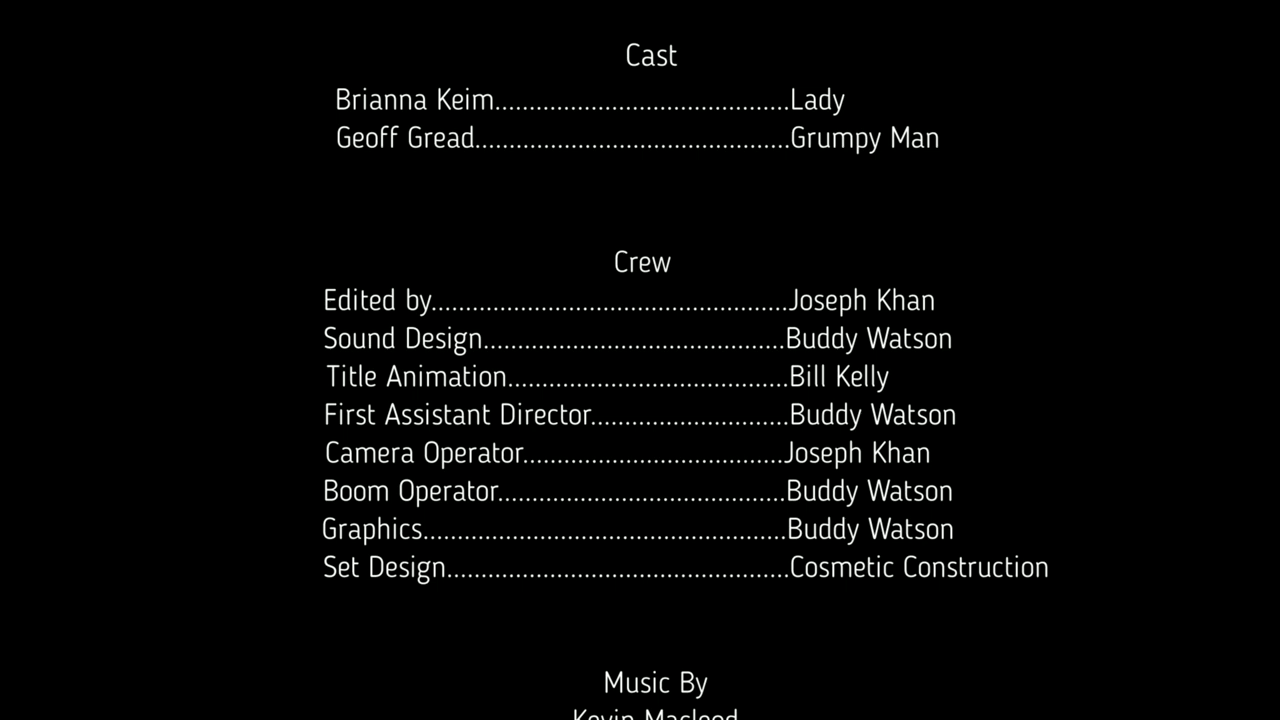 Cast
Brianna Keim...........................................Lady
Geoff Gread..............................................Grumpy Man
Crew
Edited by....................................................Joseph Khan
Sound Design............................................Buddy Watson
Title Animation.........................................Bill Kelly
First Assistant Director.............................Buddy Watson
Camera Operator......................................Joseph Khan
Boom Operator..........................................Buddy Watson
Graphics.....................................................Buddy Watson
Set Design..................................................Cosmetic Construction
Music By
Kevin Macleod